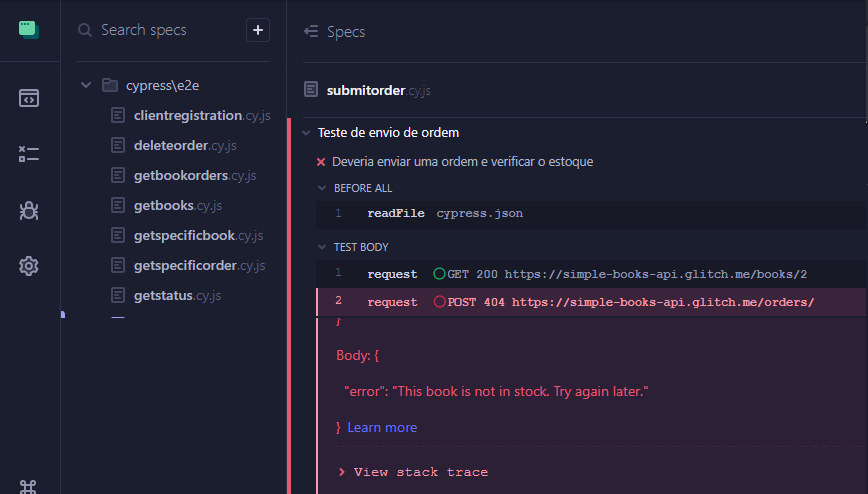 Search specs
+
cypress\e2e
clientregistration.cy.js
deleteorder.cy.js
getbookorders.cy.js
getbooks.cy.js
getspecificbook.cy.js
getspecificorder.cy.js
getstatus.cy.js
Specs
submitorder.cy.js
Teste de envio de ordem
Deveria enviar uma ordem e verificar o estoque
BEFORE ALL
1 readFile cypress.json
TEST BODY
1 request GET 200 https://simple-books-api.glitch.me/books/2
2 request POST 404 https://simple-books-api.glitch.me/orders/
}
Body: {
"error": "This book is not in stock. Try again later."
} Learn more
> View stack trace